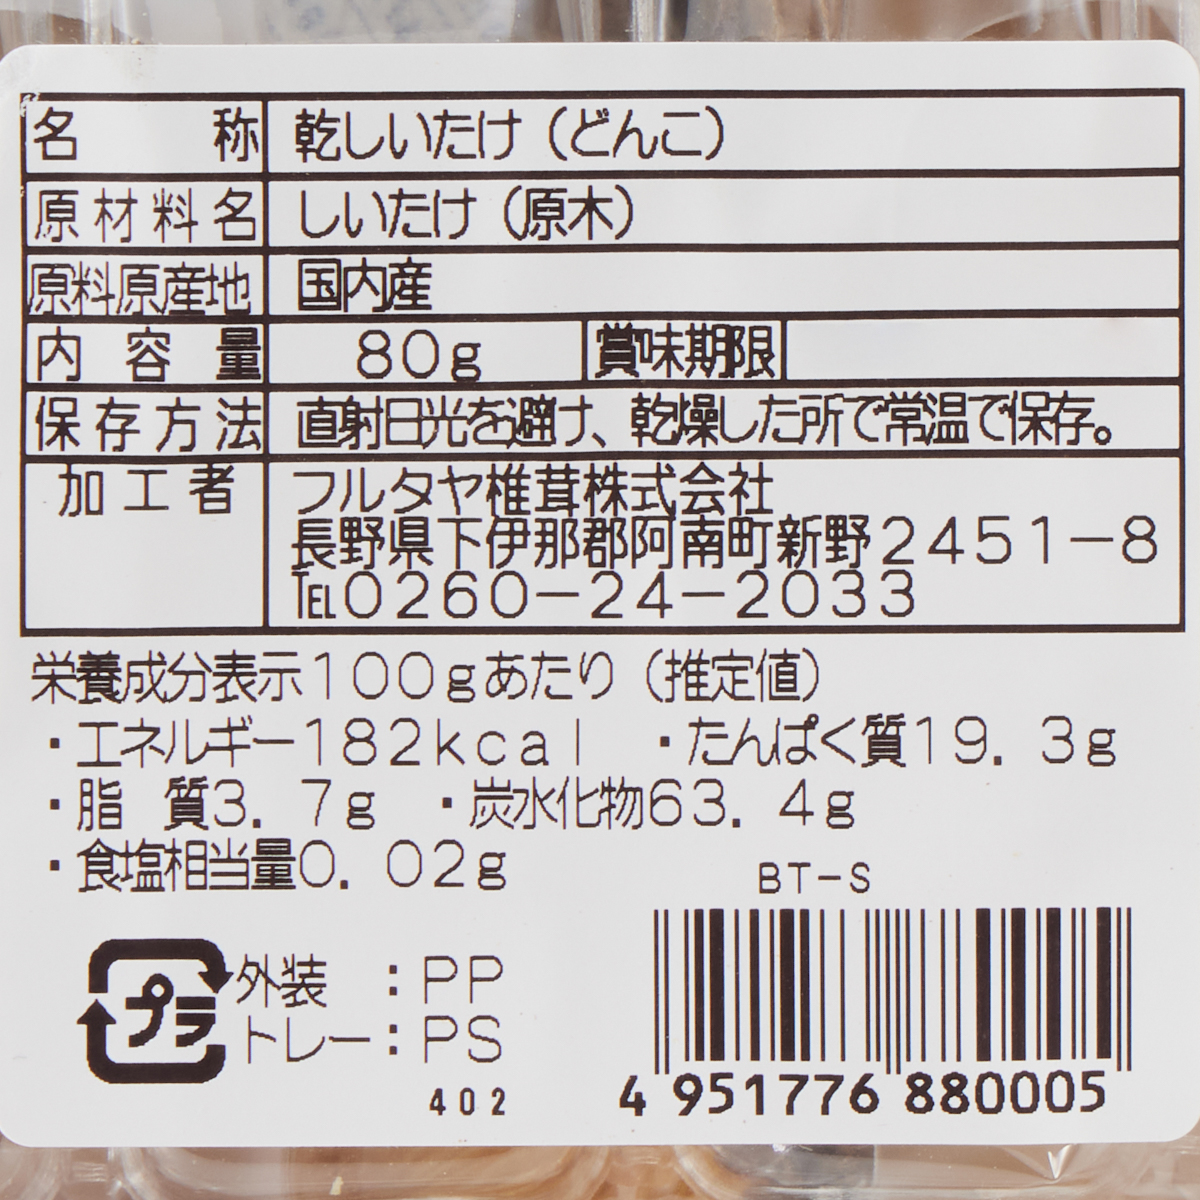 名称 乾しいたけ（どんこ）
原材料名 しいたけ（原木）
原料原産地 国内産
内容量 80g 賞味期限
保存方法 直射日光を避け、乾燥した所で常温で保存。
加工者 フルタヤ椎茸株式会社
長野県下伊那郡阿南町新野2451-8
TEL0260-24-2033
栄養成分表示100gあたり（推定値）
・エネルギー182kcal ・たんぱく質19.3g
・脂質3.7g ・炭水化物63.4g
・食塩相当量0.02g
BT-S
プラ
外装：PP
トレー：PS
402
4 951776 880005